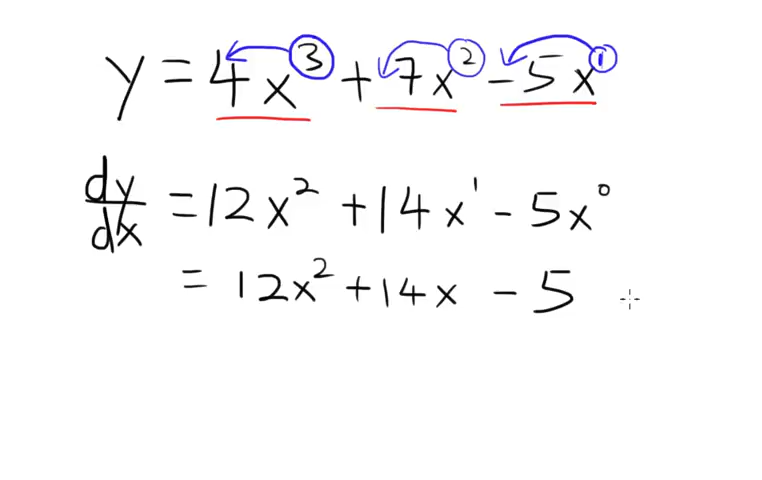 y = 4x³ + 7x² - 5x¹
dy/dx = 12x² + 14x¹ - 5x⁰
= 12x² + 14x - 5